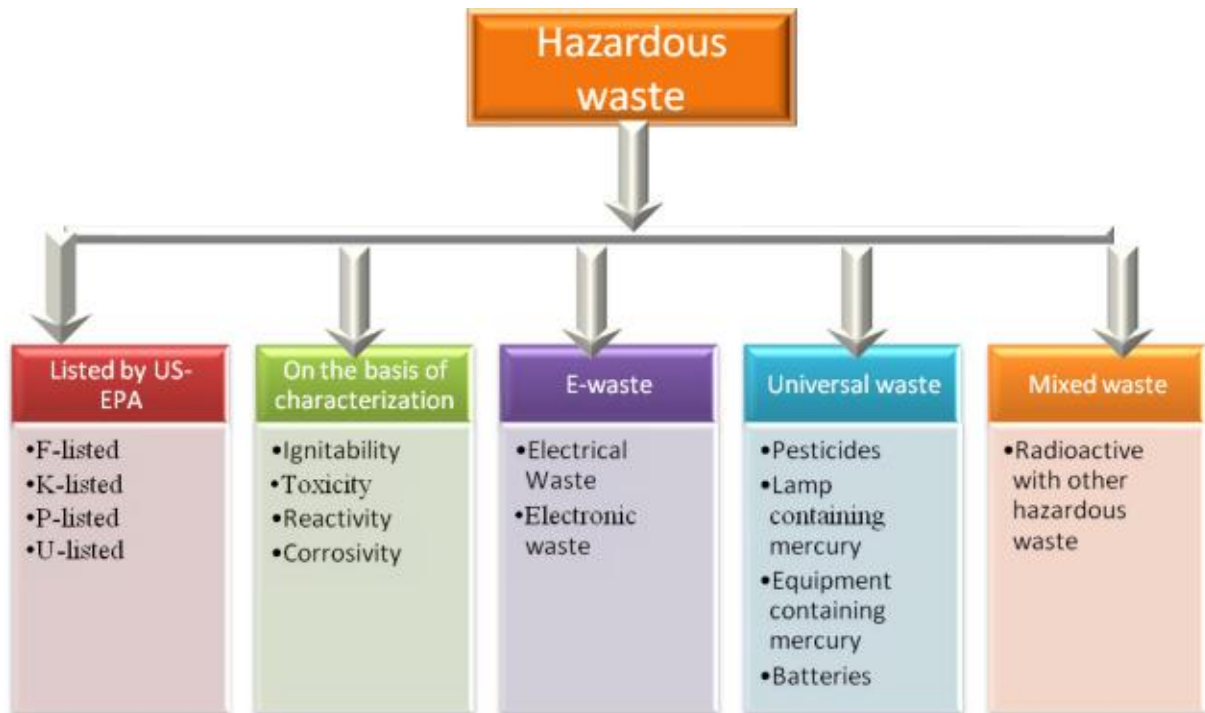 Hazardous
waste
Listed by US-
EPA
•F-listed
•K-listed
•P-listed
•U-listed
On the basis of
characterization
•Ignitability
•Toxicity
•Reactivity
•Corrosivity
E-waste
•Electrical
Waste
•Electronic
waste
Universal waste
•Pesticides
•Lamp
containing
mercury
•Equipment
containing
mercury
•Batteries
Mixed waste
•Radioactive
with other
hazardous
waste